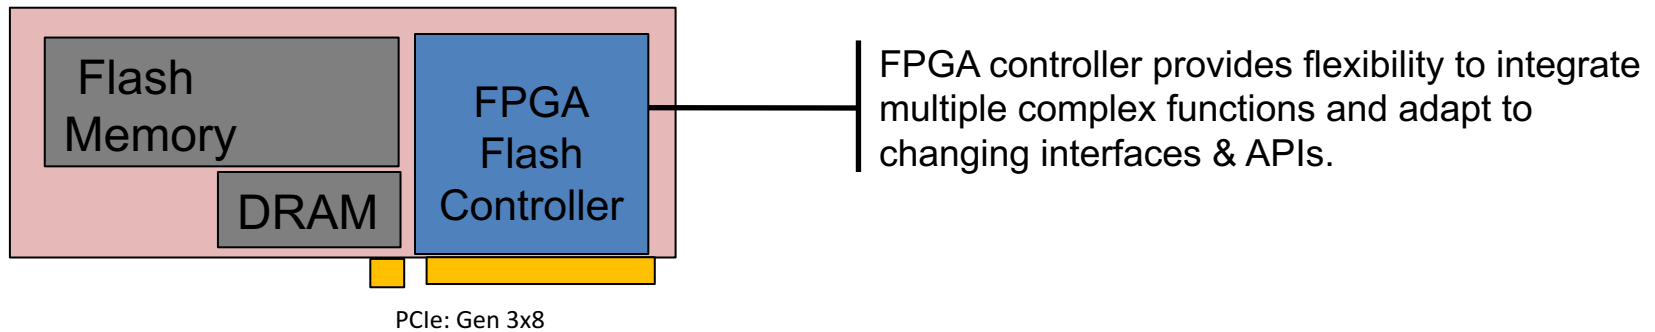 Flash
Memory
DRAM
FPGA
Flash
Controller
FPGA controller provides flexibility to integrate
multiple complex functions and adapt to
changing interfaces & APIs.
PCIe: Gen 3x8